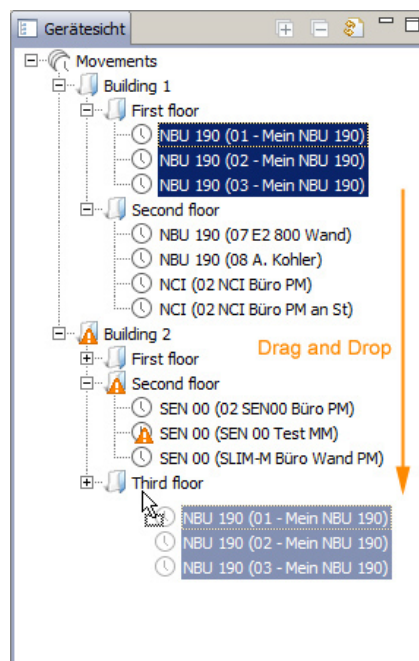 Gerätesicht
Movements
Building 1
First floor
NBU 190 (01 - Mein NBU 190)
NBU 190 (02 - Mein NBU 190)
NBU 190 (03 - Mein NBU 190)
Second floor
NBU 190 (07 E2 800 Wand)
NBU 190 (08 A. Kohler)
NCI (02 NCI Büro PM)
NCI (02 NCI Büro PM an St)
Building 2
First floor
Drag and Drop
Second floor
SEN 00 (02 SEN00 Büro PM)
SEN 00 (SEN 00 Test MM)
SEN 00 (SLIM-M Büro Wand PM)
Third floor
NBU 190 (01 - Mein NBU 190)
NBU 190 (02 - Mein NBU 190)
NBU 190 (03 - Mein NBU 190)